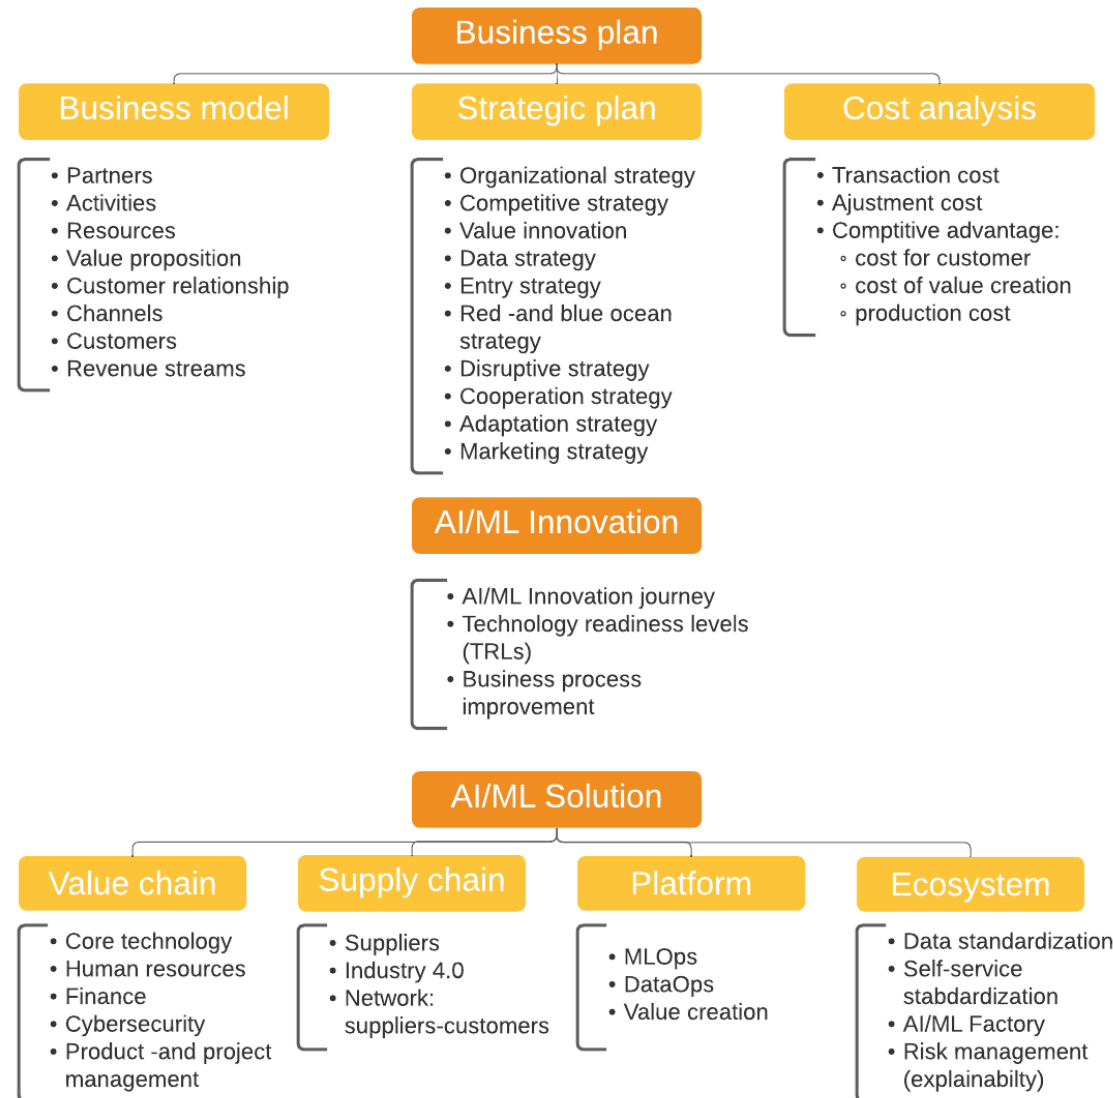 Business plan
Business model
• Partners
• Activities
• Resources
• Value proposition
• Customer relationship
• Channels
• Customers
• Revenue streams
Strategic plan
• Organizational strategy
• Competitive strategy
• Value innovation
• Data strategy
• Entry strategy
• Red -and blue ocean
strategy
• Disruptive strategy
• Cooperation strategy
• Adaptation strategy
• Marketing strategy
Cost analysis
• Transaction cost
• Ajustment cost
• Comptitive advantage:
◦ cost for customer
◦ cost of value creation
◦ production cost
AI/ML Innovation
• AI/ML Innovation journey
• Technology readiness levels
(TRLs)
• Business process
improvement
AI/ML Solution
Value chain
• Core technology
• Human resources
• Finance
• Cybersecurity
• Product -and project
management
Supply chain
• Suppliers
• Industry 4.0
• Network:
suppliers-customers
Platform
• MLOps
• DataOps
• Value creation
Ecosystem
• Data standardization
• Self-service
stabdardization
• AI/ML Factory
• Risk management
(explainabilty)